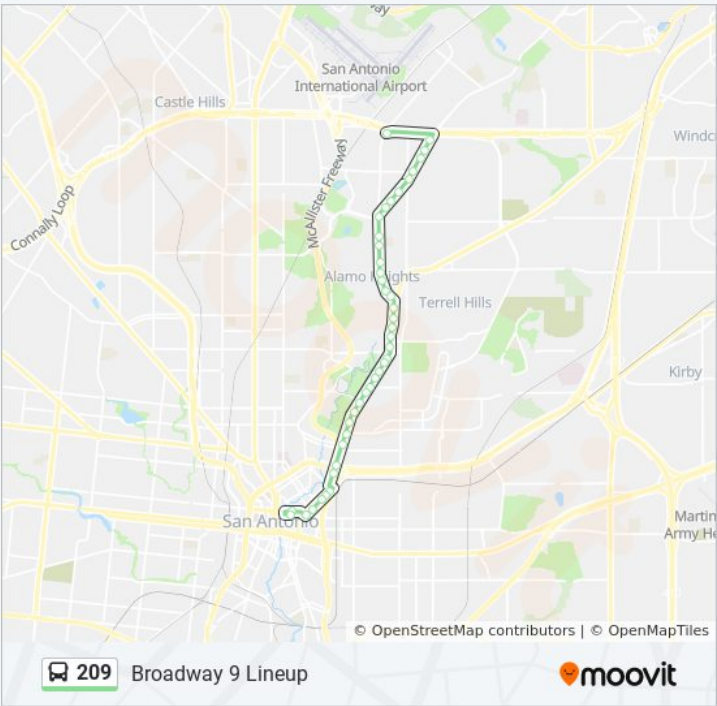 way
San Antonio
International Airport
Castle Hills
Windc
McAllister Freeway
Connally Loop
Alamo Heights
Terrell Hills
Kirby
San Antonio
Martin
Army He
© OpenStreetMap contributors | © OpenMapTiles
209 Broadway 9 Lineup
moovit